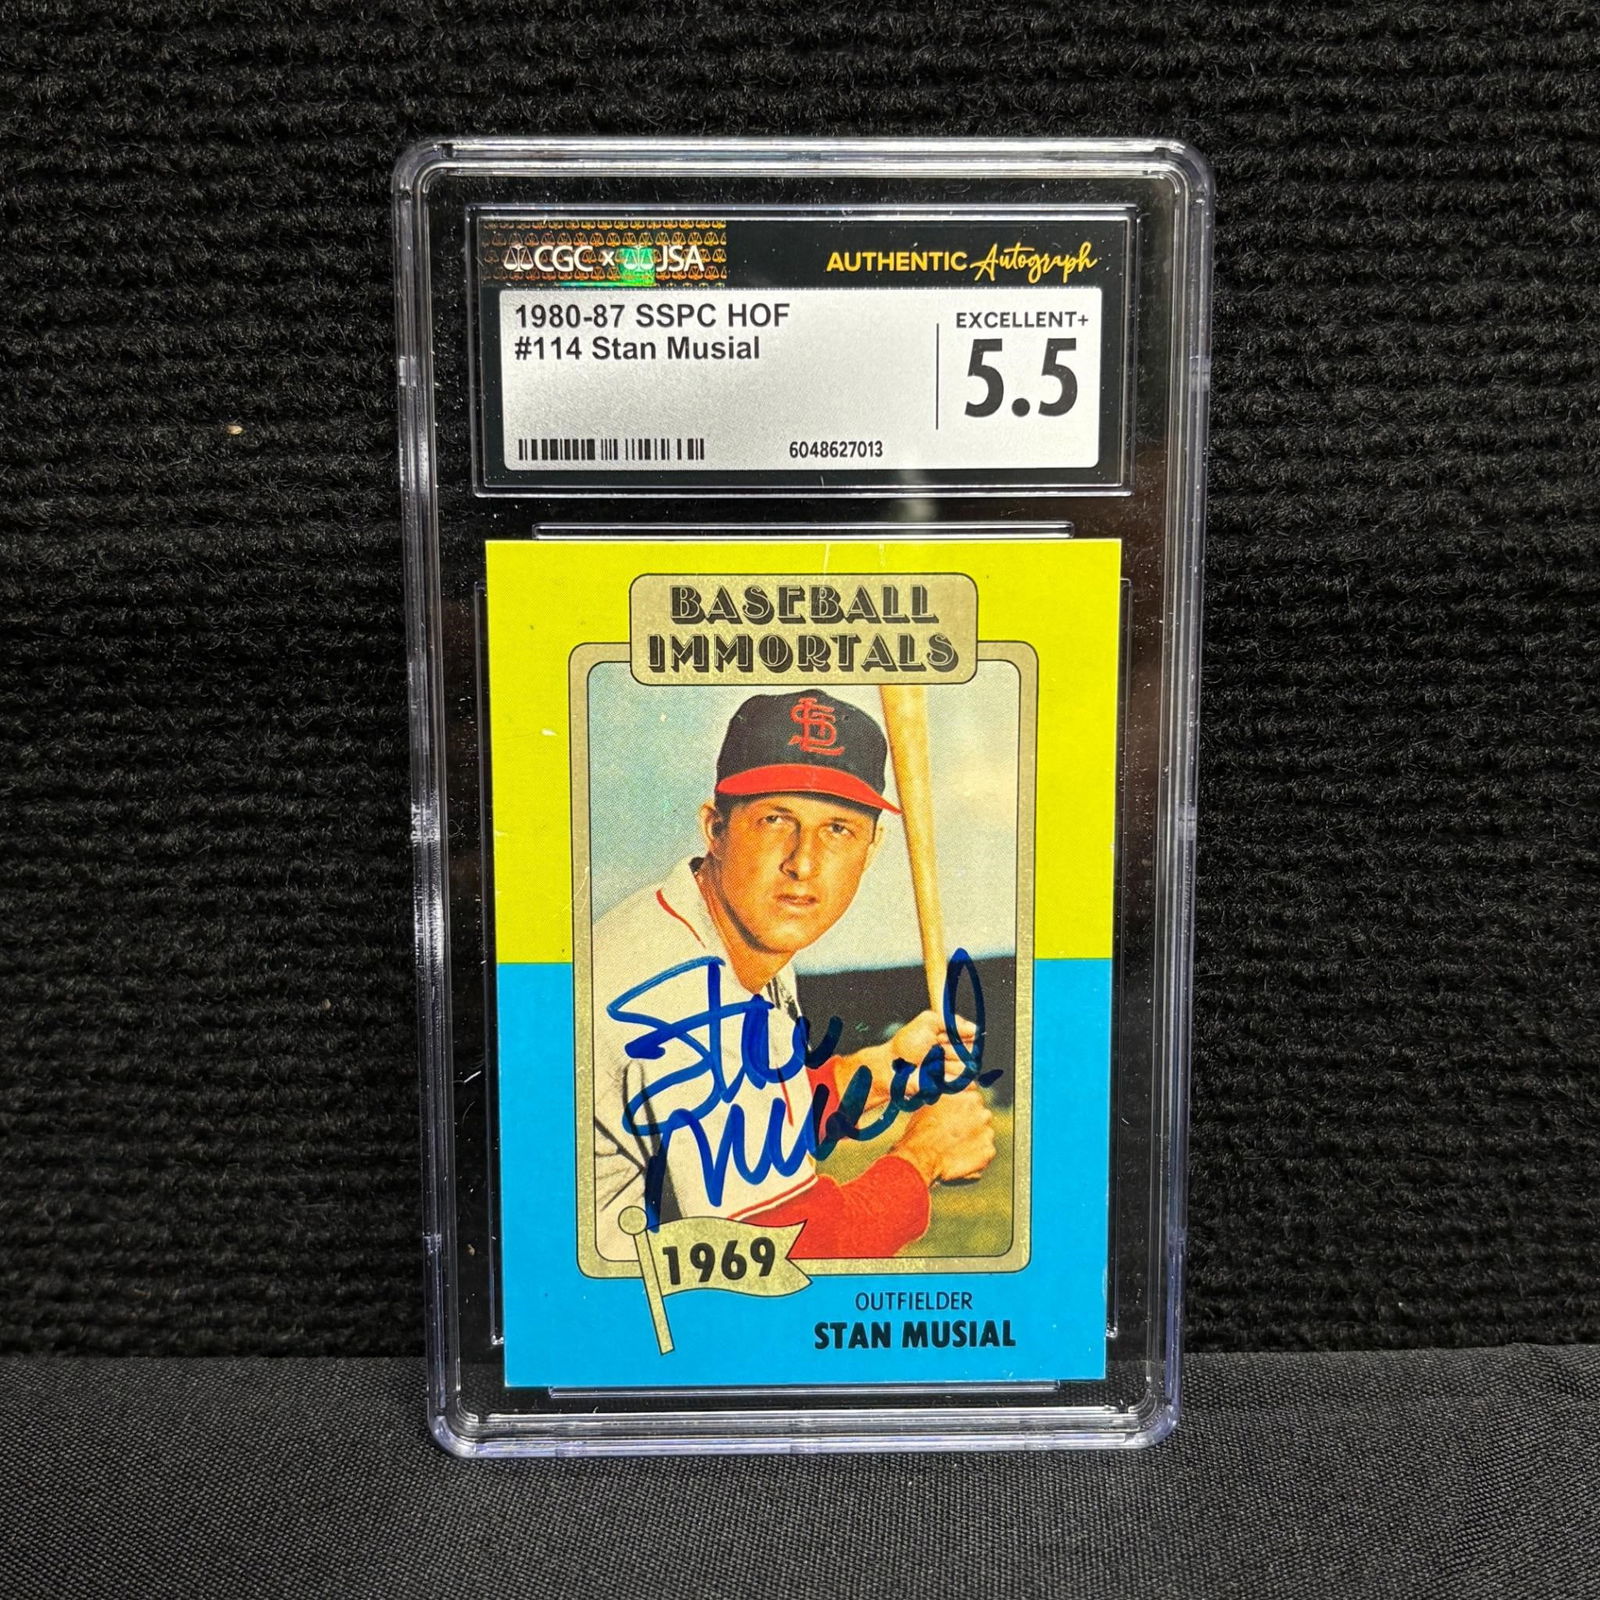 CGC x JSA
AUTHENTIC Autograph
1980-87 SSPC HOF
#114 Stan Musial
EXCELLENT+
5.5
6048627013
BASEBALL
IMMORTALS
StL
Stan
Musial
1969
OUTFIELDER
STAN MUSIAL